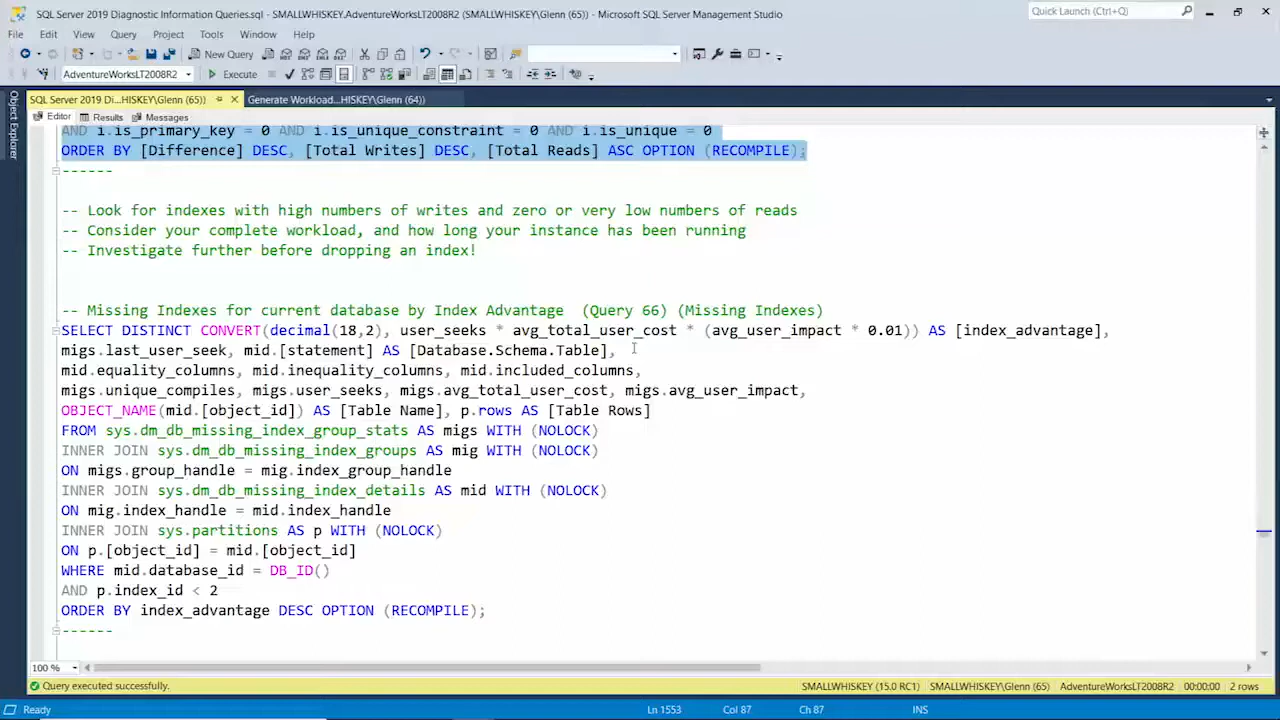 SQL Server 2019 Diagnostic Information Queries.sql - SMALLWHISKEY.AdventureWorksLT2008R2 (SMALLWHISKEY\Glenn (65)) - Microsoft SQL Server Management Studio
Quick Launch (Ctrl+Q)
File Edit View Query Project Tools Window Help
New Query
AdventureWorksLT2008R2
Execute
SQL Server 2019 Di...HISKEY\Glenn (65))
Generate Workload...HISKEY\Glenn (64))
Object Explorer
Editor Results Messages
AND i.is_primary_key = 0 AND i.is_unique_constraint = 0 AND i.is_unique = 0
ORDER BY [Difference] DESC, [Total Writes] DESC, [Total Reads] ASC OPTION (RECOMPILE);
------
-- Look for indexes with high numbers of writes and zero or very low numbers of reads
-- Consider your complete workload, and how long your instance has been running
-- Investigate further before dropping an index!
-- Missing Indexes for current database by Index Advantage  (Query 66) (Missing Indexes)
SELECT DISTINCT CONVERT(decimal(18,2), user_seeks * avg_total_user_cost * (avg_user_impact * 0.01)) AS [index_advantage],
migs.last_user_seek, mid.[statement] AS [Database.Schema.Table],
mid.equality_columns, mid.inequality_columns, mid.included_columns,
migs.unique_compiles, migs.user_seeks, migs.avg_total_user_cost, migs.avg_user_impact,
OBJECT_NAME(mid.[object_id]) AS [Table Name], p.rows AS [Table Rows]
FROM sys.dm_db_missing_index_group_stats AS migs WITH (NOLOCK)
INNER JOIN sys.dm_db_missing_index_groups AS mig WITH (NOLOCK)
ON migs.group_handle = mig.index_group_handle
INNER JOIN sys.dm_db_missing_index_details AS mid WITH (NOLOCK)
ON mig.index_handle = mid.index_handle
INNER JOIN sys.partitions AS p WITH (NOLOCK)
ON p.[object_id] = mid.[object_id]
WHERE mid.database_id = DB_ID()
AND p.index_id < 2
ORDER BY index_advantage DESC OPTION (RECOMPILE);
------
100 %
Query executed successfully.
SMALLWHISKEY (15.0 RC1) SMALLWHISKEY\Glenn (65) AdventureWorksLT2008R2 00:00:00 2 rows
Ready Ln 1553 Col 87 Ch 87 INS